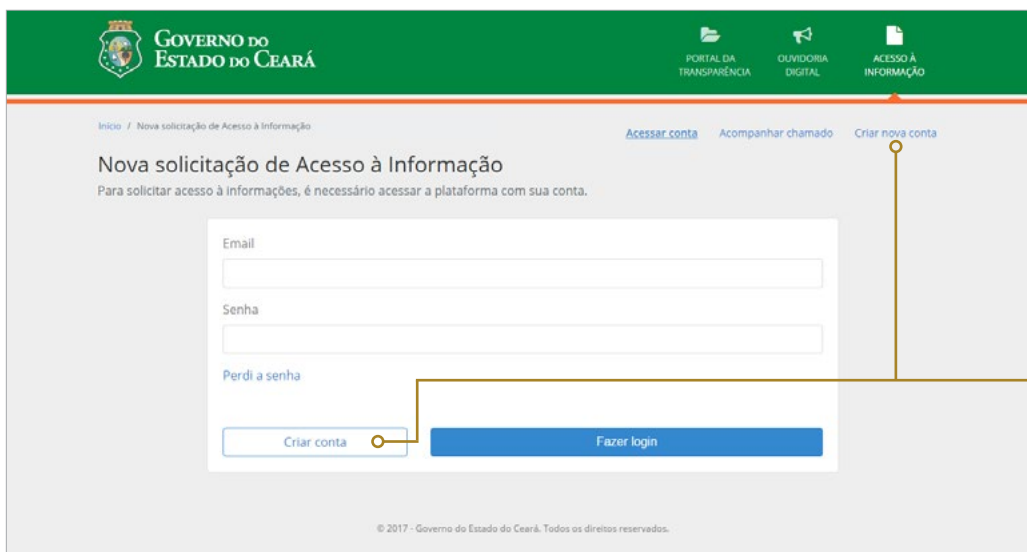 GOVERNO DO
ESTADO DO CEARÁ
PORTAL DA
TRANSPARÊNCIA
OUVIDORIA
DIGITAL
ACESSO À
INFORMAÇÃO
Início / Nova solicitação de Acesso à Informação
Acessar conta Acompanhar chamado Criar nova conta
Nova solicitação de Acesso à Informação
Para solicitar acesso à informações, é necessário acessar a plataforma com sua conta.
Email
Senha
Perdi a senha
Criar conta Fazer login
© 2017 - Governo do Estado do Ceará. Todos os direitos reservados.